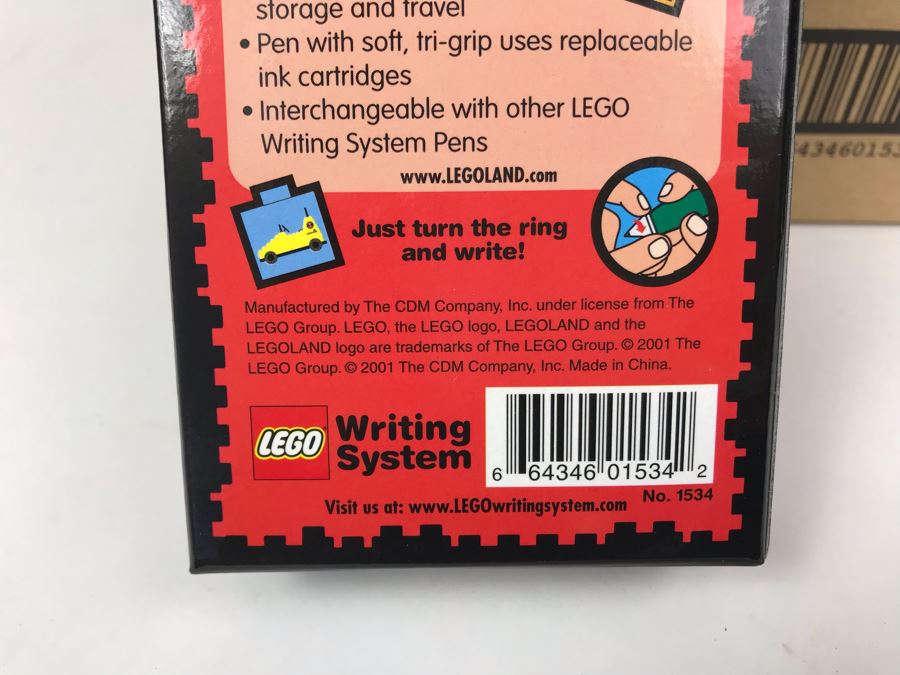 storage and travel
• Pen with soft, tri-grip uses replaceable
ink cartridges
• Interchangeable with other LEGO
Writing System Pens
www.LEGOLAND.com
Just turn the ring
and write!
Manufactured by The CDM Company, Inc. under license from The
LEGO Group. LEGO, the LEGO logo, LEGOLAND and the
LEGOLAND logo are trademarks of The LEGO Group. © 2001 The
LEGO Group. © 2001 The CDM Company, Inc. Made in China.
LEGO
Writing
System
6 64346 01534 2
No. 1534
Visit us at: www.LEGOwritingsystem.com